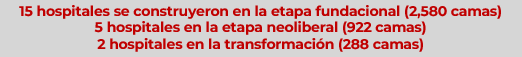 15 hospitales se construyeron en la etapa fundacional (2,580 camas)
5 hospitales en la etapa neoliberal (922 camas)
2 hospitales en la transformación (288 camas)